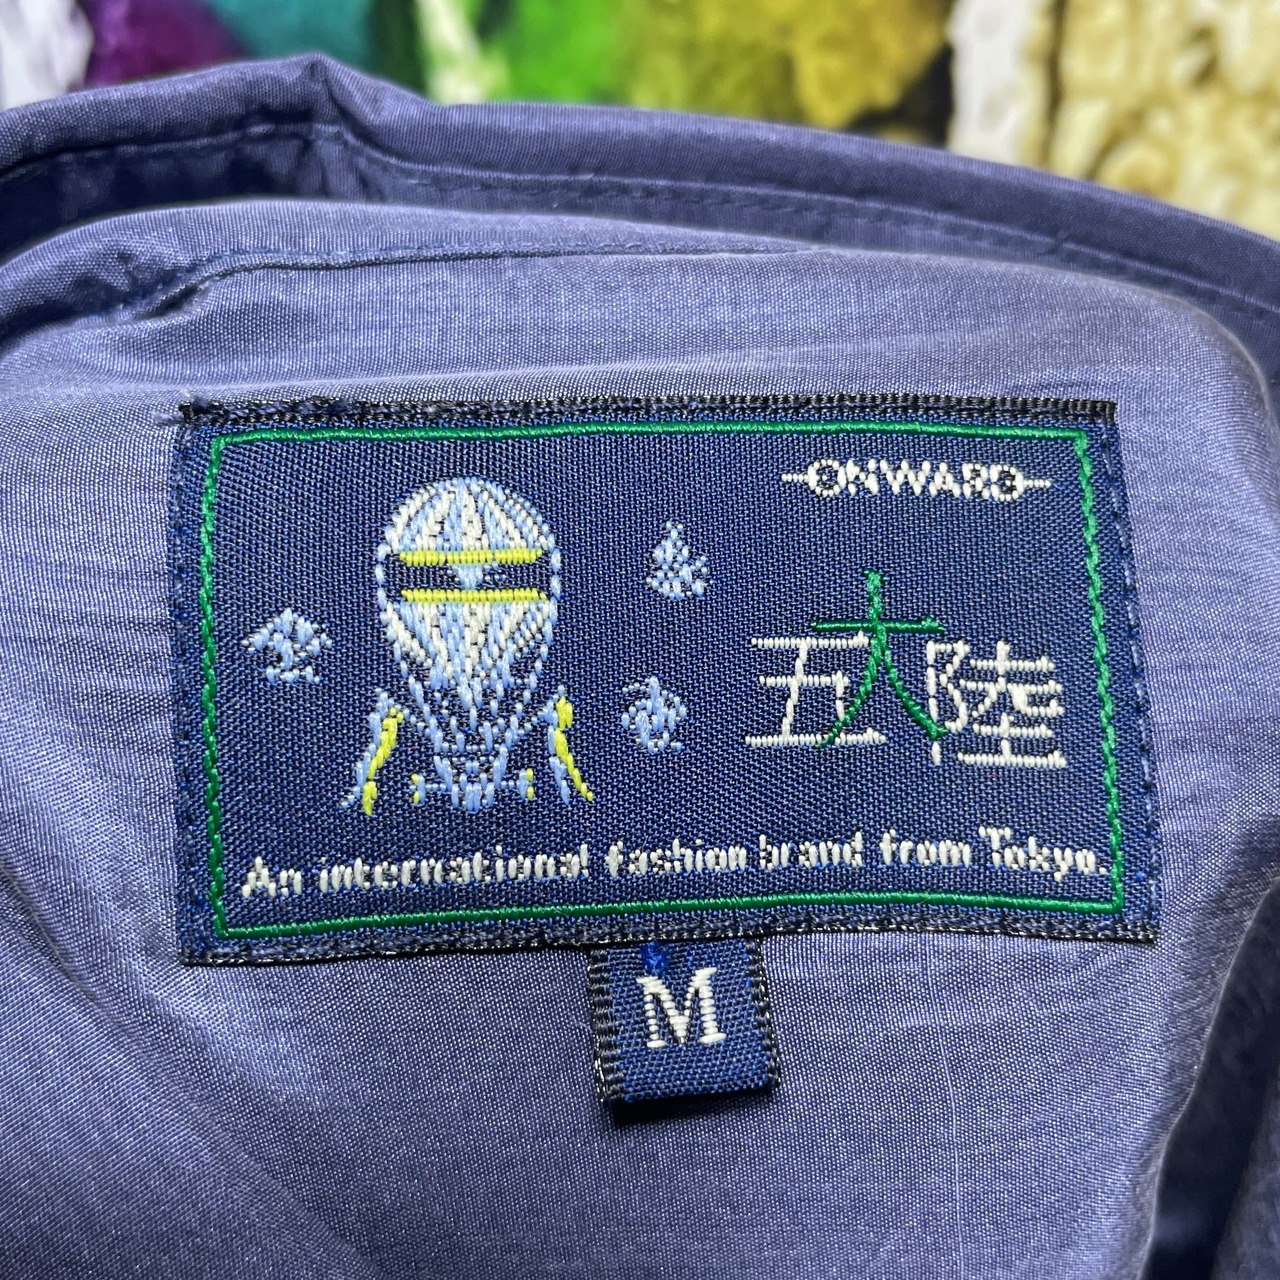 ONWARD
五大陸
An international fashion brand from Tokyo.
M